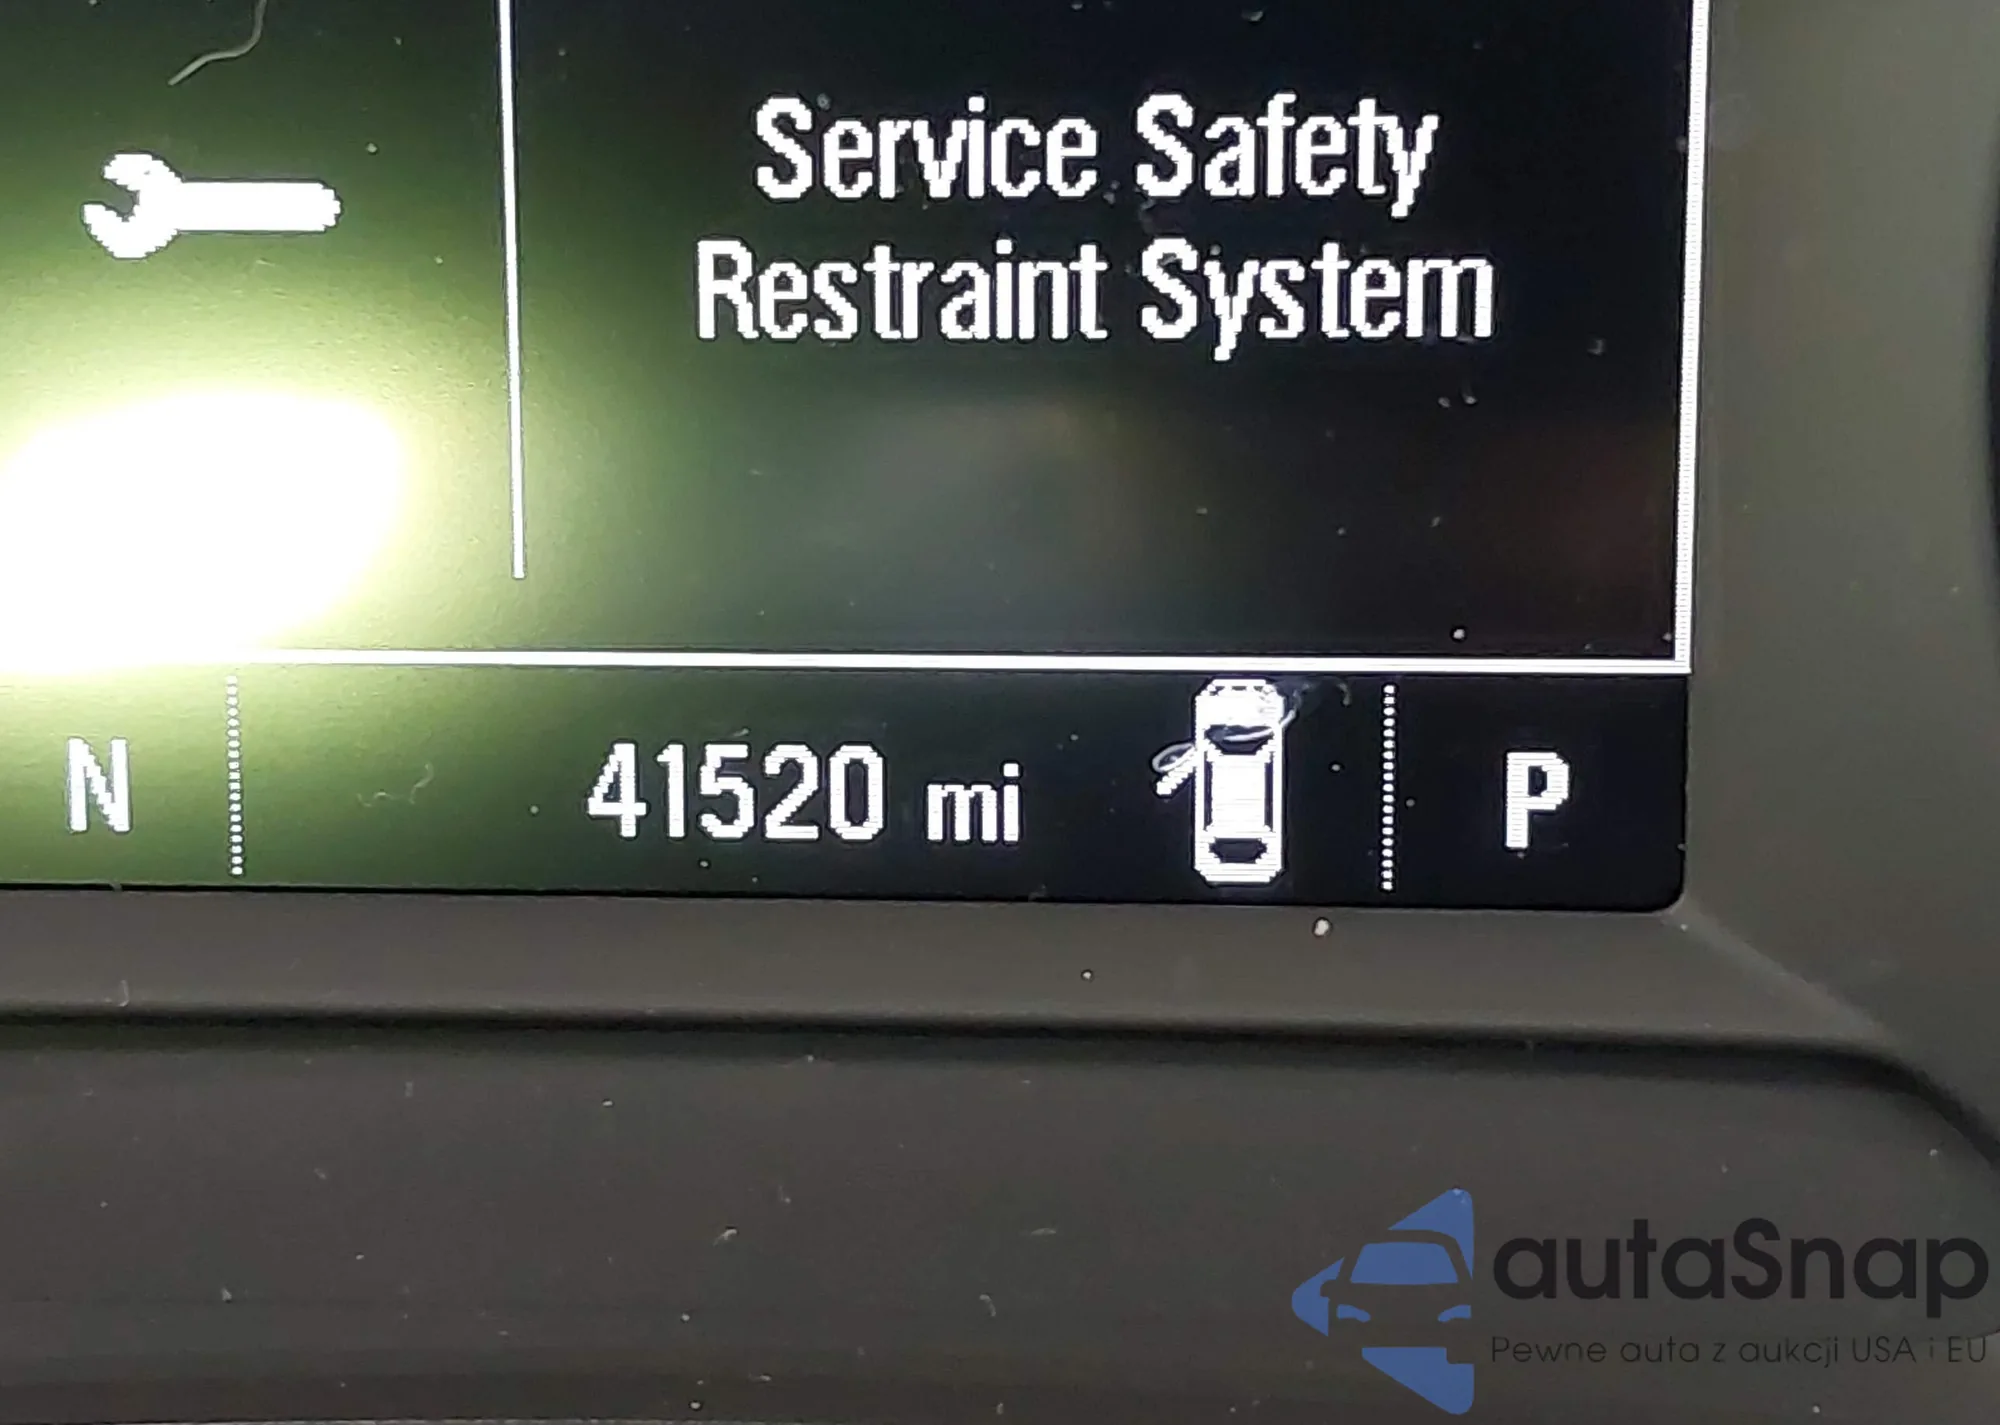 Service Safety
Restraint System
N
41520 mi
P
autaSnap
Pewne auta z aukcji USA i EU